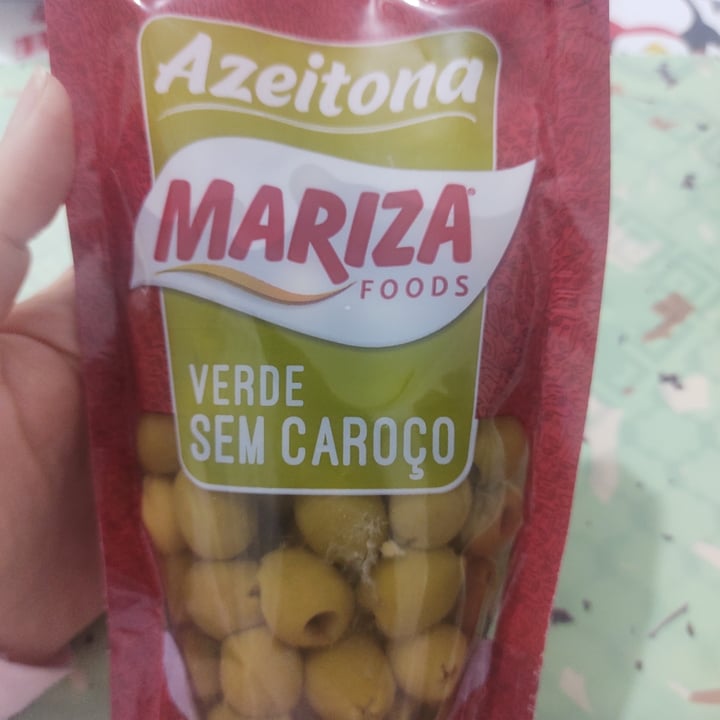 Azeitona
MARIZA®
FOODS
VERDE
SEM CAROÇO